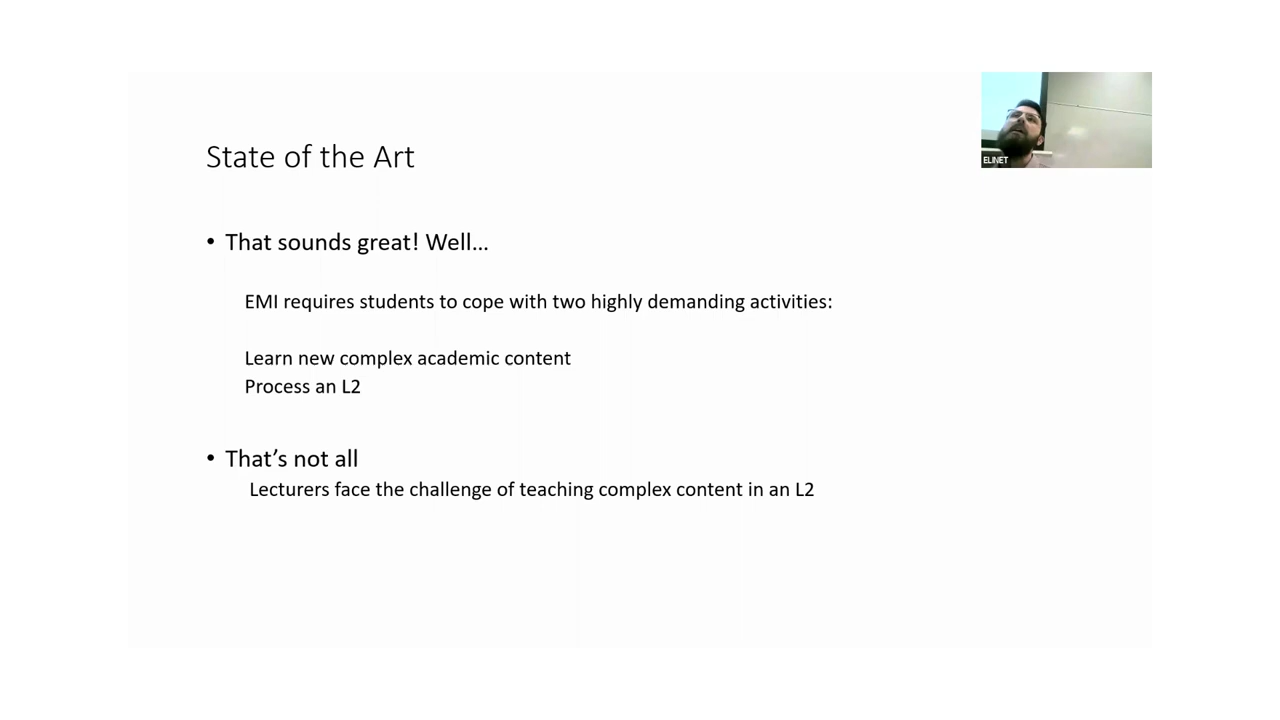 State of the Art
ELINET
• That sounds great! Well…
EMI requires students to cope with two highly demanding activities:
Learn new complex academic content
Process an L2
• That’s not all
Lecturers face the challenge of teaching complex content in an L2